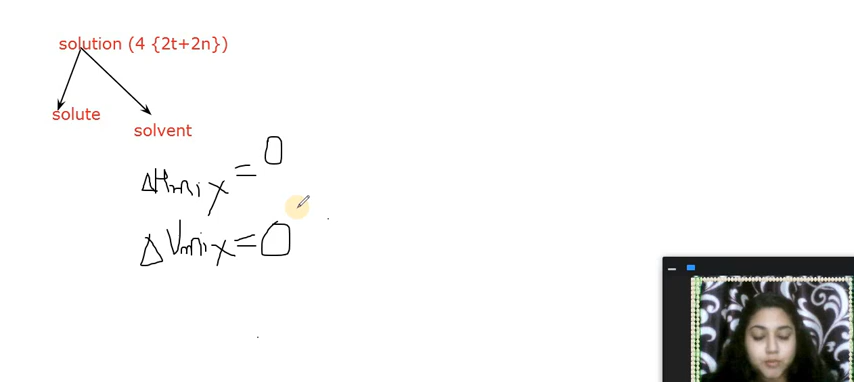 solution (4 {2t+2n})
solute
solvent
ΔHmix = 0
ΔVmix = 0